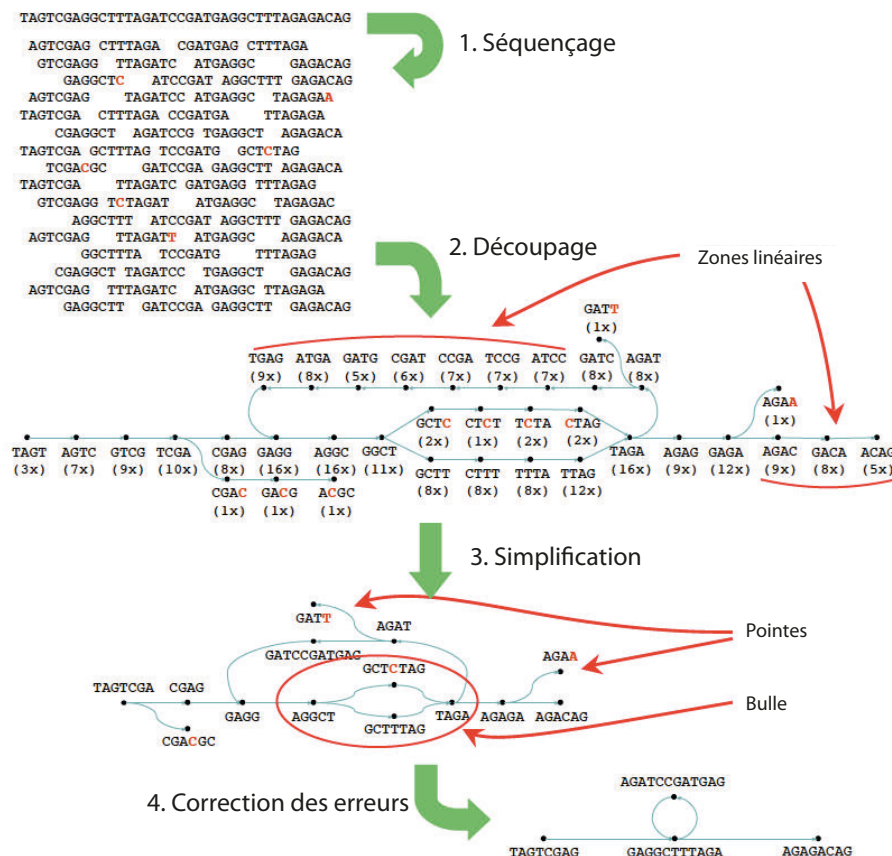 TAGTCGAGGCTTTAGATCCGATGAGGCTTTAGAGACAG
1. Séquençage
AGTCGAG CTTTAGA CGATGAG CTTTAGA
GTCGAGG TTAGATC ATGAGGC GAGACAG
GAGGCTC ATCCGAT AGGCTTT GAGACAG
AGTCGAG TAGATCC ATGAGGC TAGAGAA
TAGTCGA CTTTAGA CCGATGA TTAGAGA
CGAGGCT AGATCCG TGAGGCT AGAGACA
TAGTCGA GCTTTAG TCCGATG GCTCTAG
TCGACGC GATCCGA GAGGCTT AGAGACA
TAGTCGA TTAGATC GATGAGG TTTAGAG
GTCGAGG TCTAGAT ATGAGGC TAGAGAC
AGGCTTT ATCCGAT AGGCTTT GAGACAG
AGTCGAG TTAGATT ATGAGGC AGAGACA
GGCTTTA TCCGATG TTTAGAG
CGAGGCT TAGATCC TGAGGCT GAGACAG
AGTCGAG TTTAGATC ATGAGGC TTAGAGA
GAGGCTT GATCCGA GAGGCTT GAGACAG
2. Découpage
Zones linéaires
GATT
(1x)
TGAG ATGA GATG CGAT CCGA TCCG ATCC GATC AGAT
(9x) (8x) (5x) (6x) (7x) (7x) (7x) (8x) (8x)
AGAA
(1x)
GCTC CTCT TCTA CTAG
(2x) (1x) (2x) (2x)
TAGT AGTC GTCG TCGA CGAG GAGG AGGC GGCT TAGA AGAG GAGA AGAC GACA ACAG
(3x) (7x) (9x) (10x) (8x) (16x) (16x) (11x) (16x) (9x) (12x) (9x) (8x) (5x)
GCTT CTTT TTTA TTAG
(8x) (8x) (8x) (12x)
CGAC GACG ACGC
(1x) (1x) (1x)
3. Simplification
GATT
AGAT
Pointes
GATCCGATGAG
GCTCTAG
AGAA
TAGTCGA CGAG
GAGG AGGCT TAGA AGAGA AGACAG
Bulle
GCTTTAG
CGACGC
4. Correction des erreurs
AGATCCGATGAG
TAGTCGAG GAGGCTTTAGA AGAGACAG